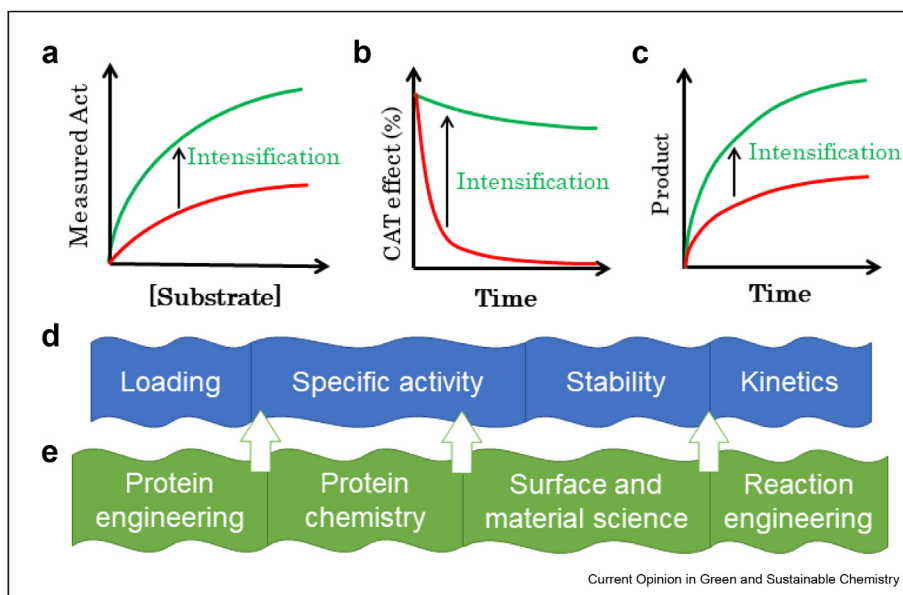 a
b
c
Measured Act
Intensification
[Substrate]
CAT effect (%)
Intensification
Time
Product
Intensification
Time
d
Loading
Specific activity
Stability
Kinetics
e
Protein
engineering
Protein
chemistry
Surface and
material science
Reaction
engineering
Current Opinion in Green and Sustainable Chemistry